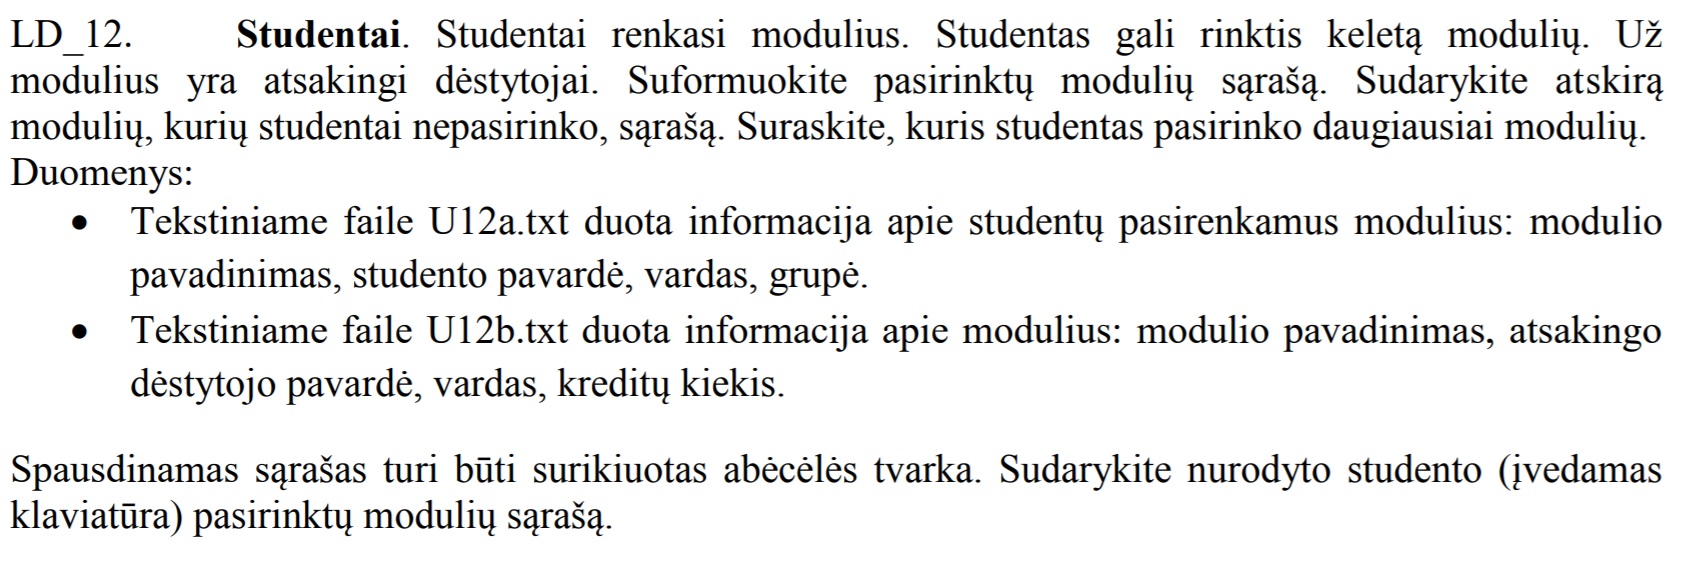 LD_12. Studentai. Studentai renkasi modulius. Studentas gali rinktis keletą modulių. Už
modulius yra atsakingi dėstytojai. Suformuokite pasirinktų modulių sąrašą. Sudarykite atskirą
modulių, kurių studentai nepasirinko, sąrašą. Suraskite, kuris studentas pasirinko daugiausiai modulių.
Duomenys:
• Tekstiniame faile U12a.txt duota informacija apie studentų pasirenkamus modulius: modulio
pavadinimas, studento pavardė, vardas, grupė.
• Tekstiniame faile U12b.txt duota informacija apie modulius: modulio pavadinimas, atsakingo
dėstytojo pavardė, vardas, kreditų kiekis.
Spausdinamas sąrašas turi būti surikiuotas abėcėlės tvarka. Sudarykite nurodyto studento (įvedamas
klaviatūra) pasirinktų modulių sąrašą.